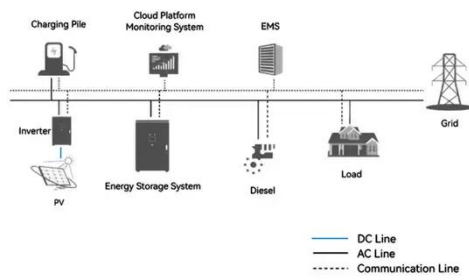 Charging Pile
Cloud Platform
Monitoring System
EMS
Grid
Inverter
PV
Energy Storage System
Diesel
Load
DC Line
AC Line
Communication Line